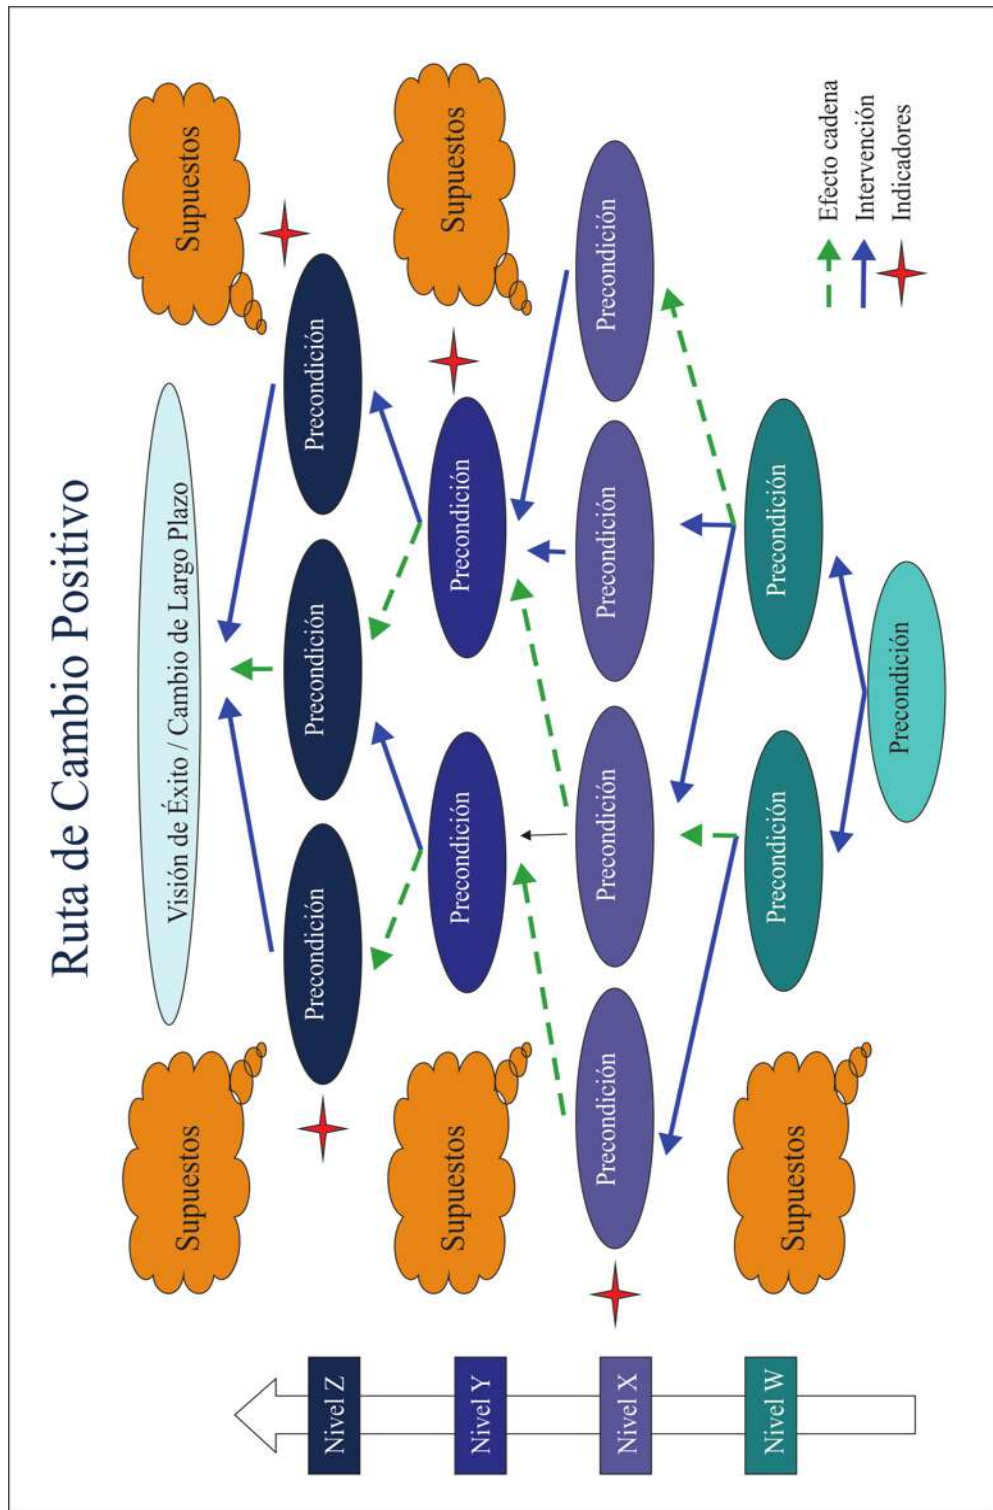 Ruta de Cambio Positivo
Visión de Éxito / Cambio de Largo Plazo
Supuestos
Supuestos
Nivel Z
Precondición
Precondición
Precondición
Supuestos
Supuestos
Nivel Y
Precondición
Precondición
Nivel X
Precondición
Precondición
Precondición
Precondición
Supuestos
Nivel W
Precondición
Precondición
Precondición
Efecto cadena
Intervención
Indicadores